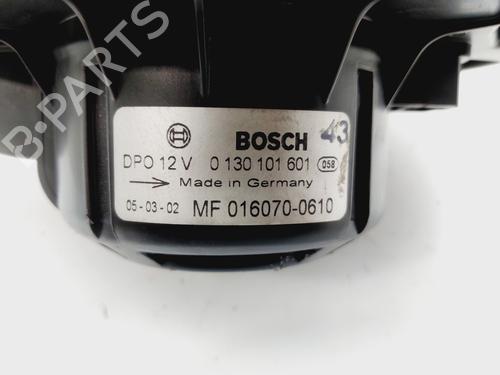 BOSCH 43
DPO 12 V 0 130 101 601 058
Made in Germany
05-03-02 MF 016070-0610
B-PARTS